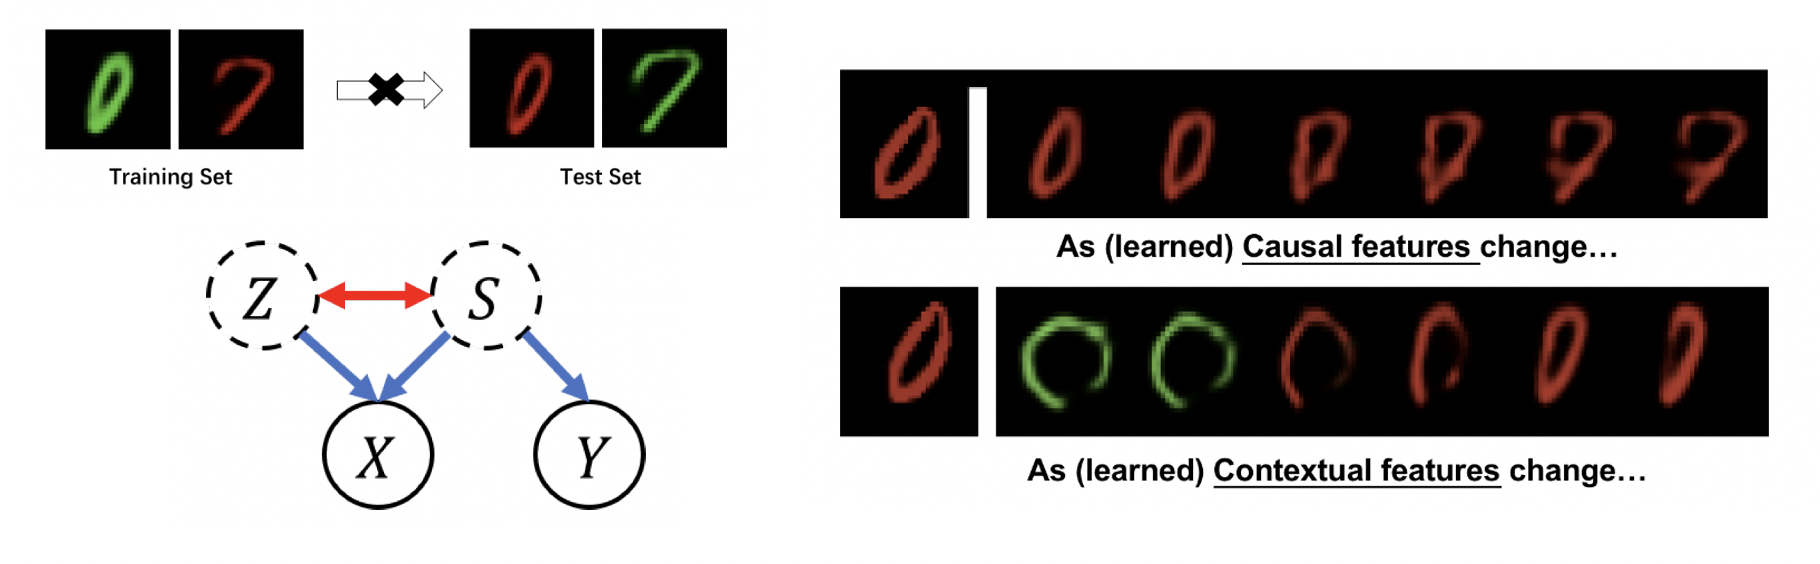 Training Set
Test Set
Z
S
X
Y
As (learned) Causal features change...
As (learned) Contextual features change...